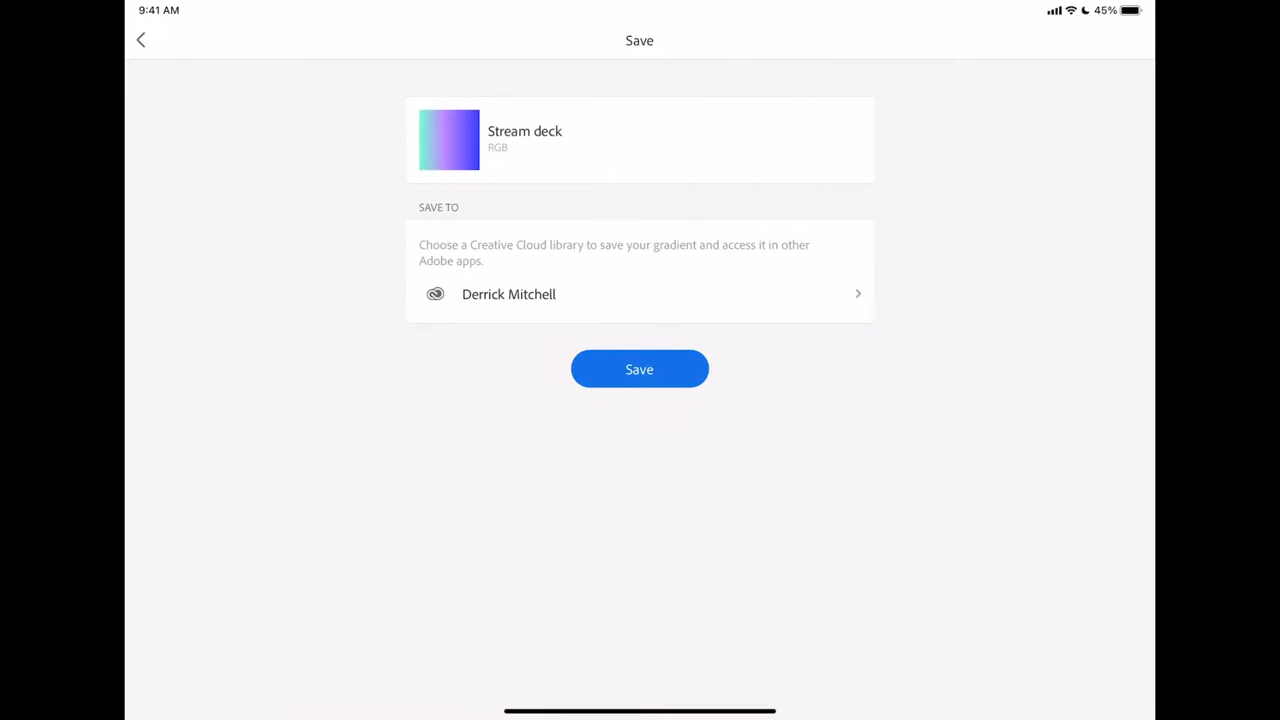 9:41 AM
45%
Save
Stream deck
RGB
SAVE TO
Choose a Creative Cloud library to save your gradient and access it in other
Adobe apps.
Derrick Mitchell
Save